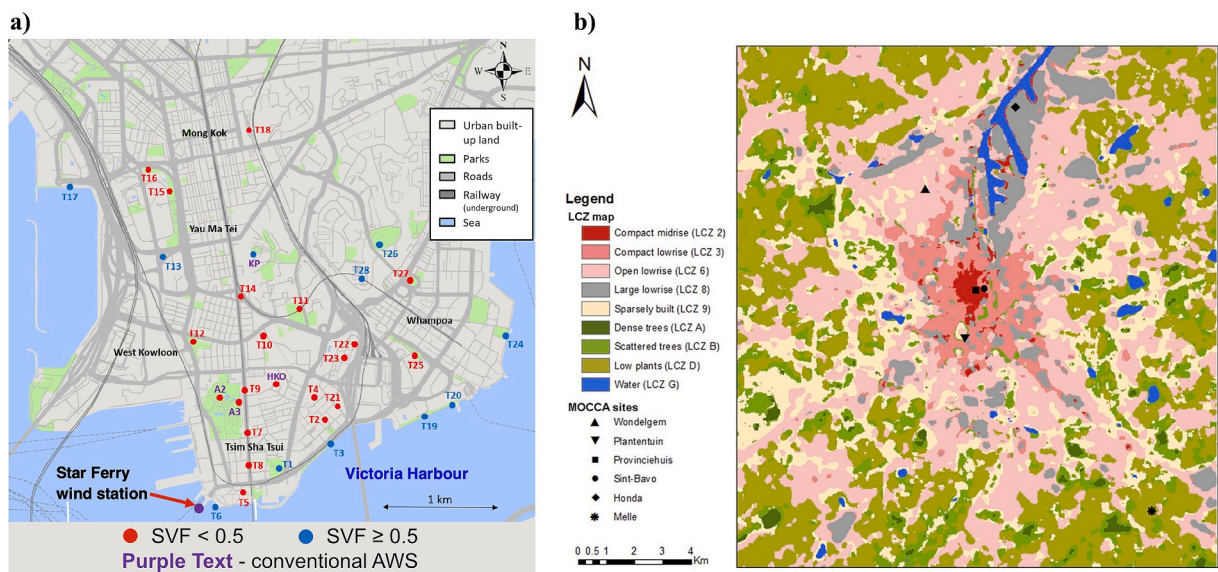 a)
N
W E
S
Urban built-
up land
Parks
Roads
Railway
(underground)
Sea
Mong Kok
T18
T16
T15
T17
Yau Ma Tei
T13
KP
T26
T28
T27
T14
T11
Whampoa
T12
West Kowloon
T10
T22
T23
T24
T25
HKO
A2
T9
A3
T4
T21
T2
T20
T19
T7
Tsim Sha Tsui
T3
T8
T1
Victoria Harbour
Star Ferry
wind station
T5
T6
1 km
SVF < 0.5
SVF ≥ 0.5
Purple Text - conventional AWS
b)
N
Legend
LCZ map
Compact midrise (LCZ 2)
Compact lowrise (LCZ 3)
Open lowrise (LCZ 6)
Large lowrise (LCZ 8)
Sparsely built (LCZ 9)
Dense trees (LCZ A)
Scattered trees (LCZ B)
Low plants (LCZ D)
Water (LCZ G)
MOCCA sites
Wondelgem
Plantentuin
Provinciehuis
Sint-Bavo
Honda
Melle
0 0.5 1 2 3 4
Km